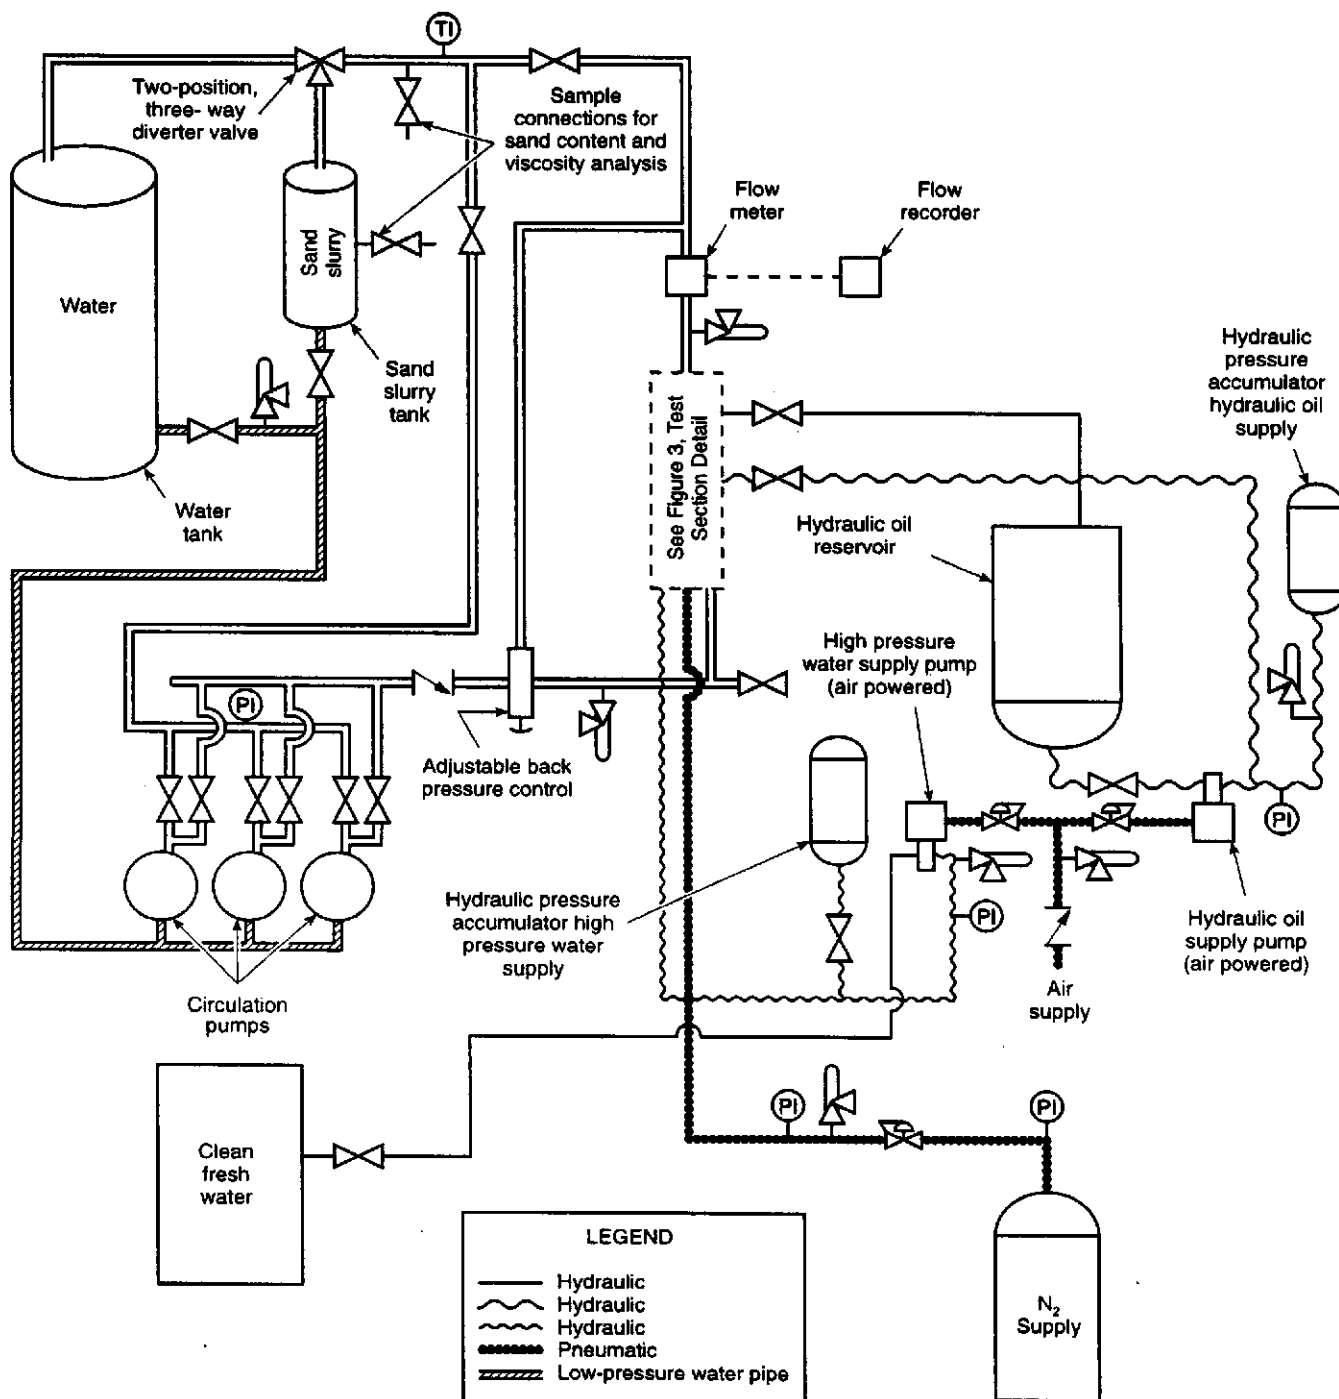 TI
Two-position,
three- way
diverter valve
Sample
connections for
sand content and
viscosity analysis
Flow
meter
Flow
recorder
Water
Sand
slurry
Sand
slurry
tank
Water
tank
Hydraulic
pressure
accumulator
hydraulic oil
supply
See Figure 3, Test
Section Detail
Hydraulic oil
reservoir
High pressure
water supply pump
(air powered)
PI
Adjustable back
pressure control
PI
Hydraulic pressure
accumulator high
pressure water
supply
PI
Hydraulic oil
supply pump
(air powered)
Air
supply
Circulation
pumps
Clean
fresh
water
PI
PI
N₂
Supply
LEGEND
Hydraulic
Hydraulic
Hydraulic
Pneumatic
Low-pressure water pipe